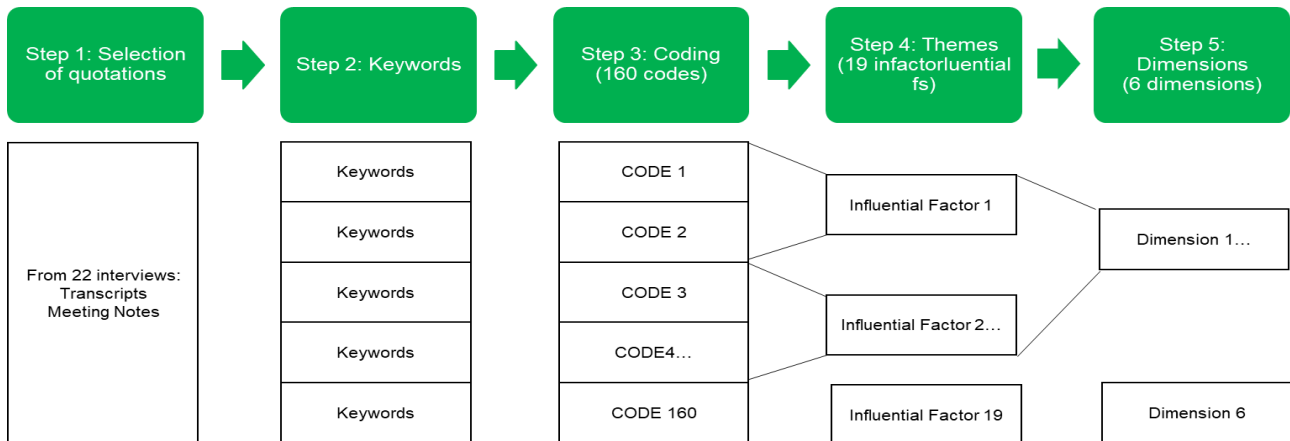 Step 1: Selection
of quotations
Step 2: Keywords
Step 3: Coding
(160 codes)
Step 4: Themes
(19 infactorluential
fs)
Step 5:
Dimensions
(6 dimensions)
From 22 interviews:
Transcripts
Meeting Notes
Keywords
Keywords
Keywords
Keywords
Keywords
CODE 1
CODE 2
CODE 3
CODE4…
CODE 160
Influential Factor 1
Influential Factor 2…
Influential Factor 19
Dimension 1…
Dimension 6